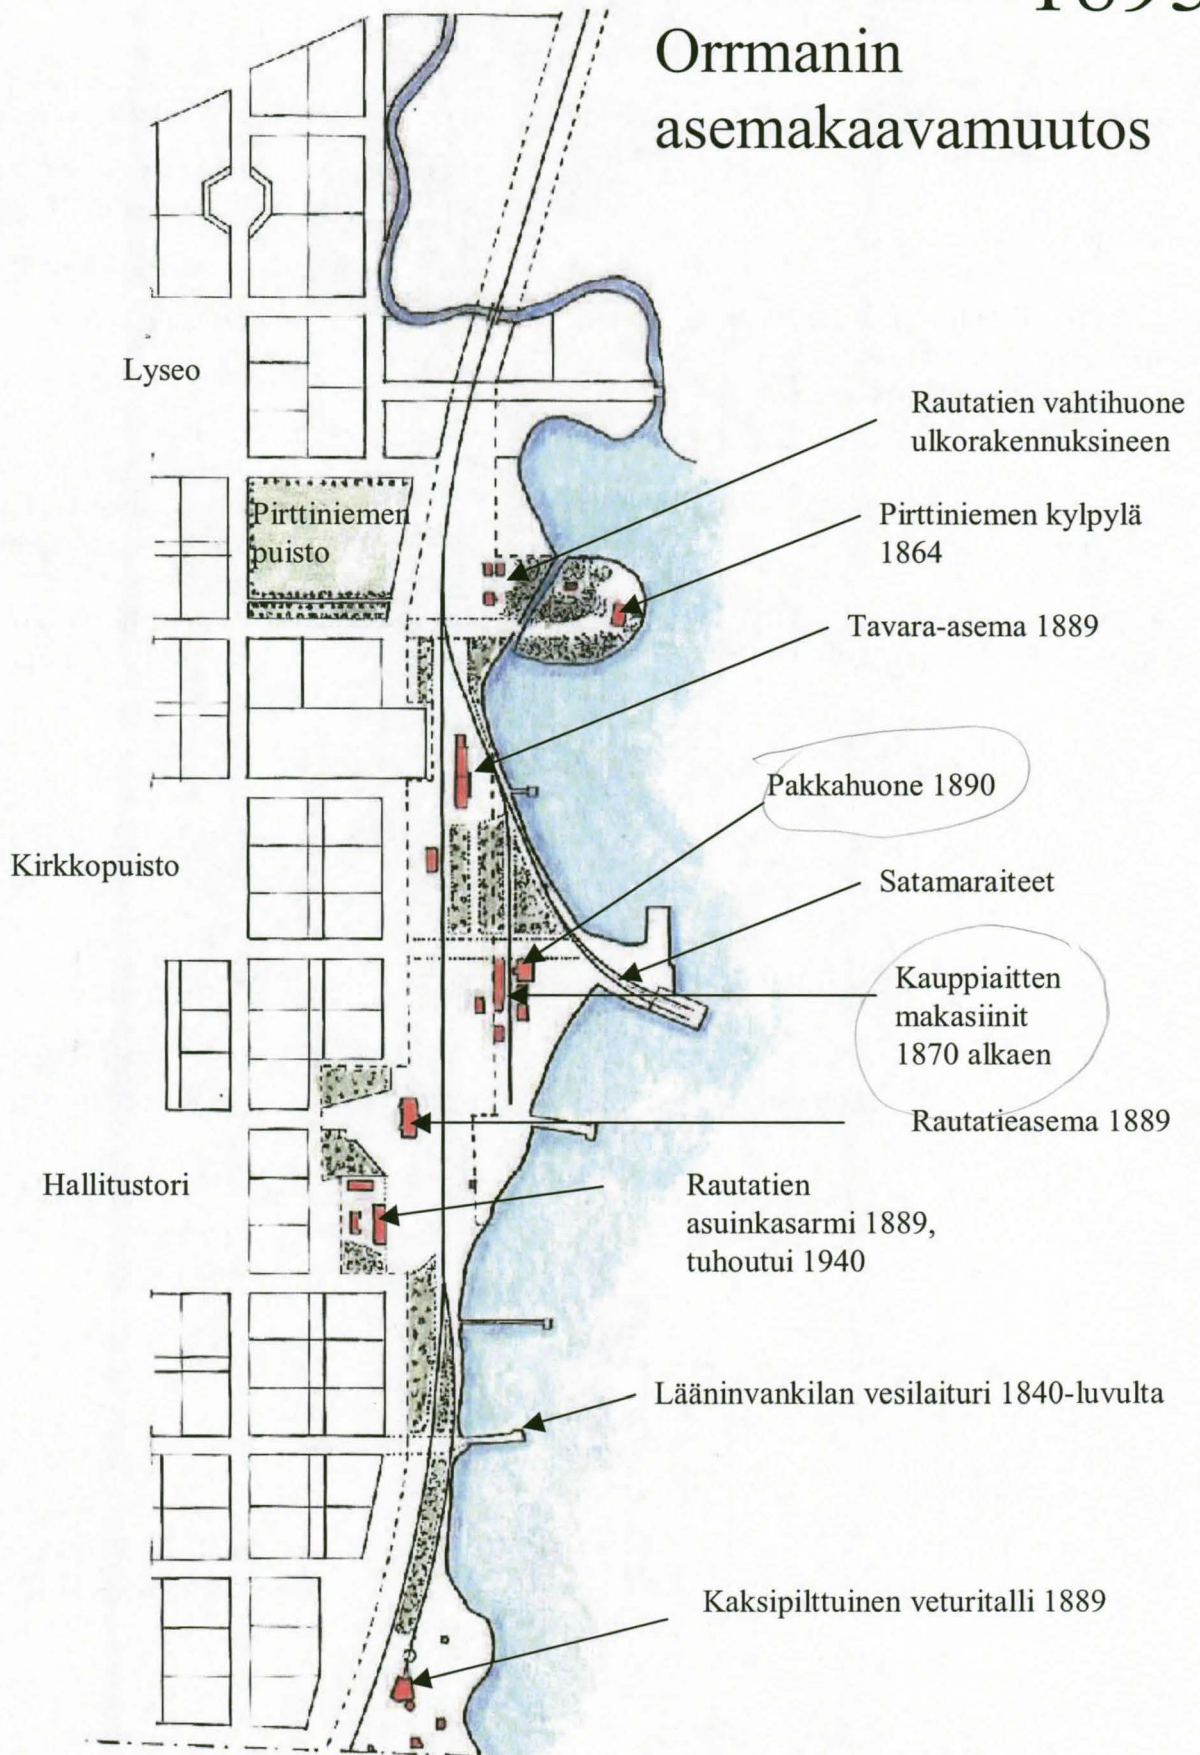 1895
Orrmanin
asemakaavamuutos
Lyseo
Rautatien vahtihuone
ulkorakennuksineen
Pirttiniemen
puisto
Pirttiniemen kylpylä
1864
Tavara-asema 1889
Pakkahuone 1890
Kirkkopuisto
Satamaraiteet
Kauppiaitten
makasiinit
1870 alkaen
Rautatieasema 1889
Hallitustori
Rautatien
asuinkasarmi 1889,
tuhoutui 1940
Lääninvankilan vesilaituri 1840-luvulta
Kaksipilttuinen veturitalli 1889